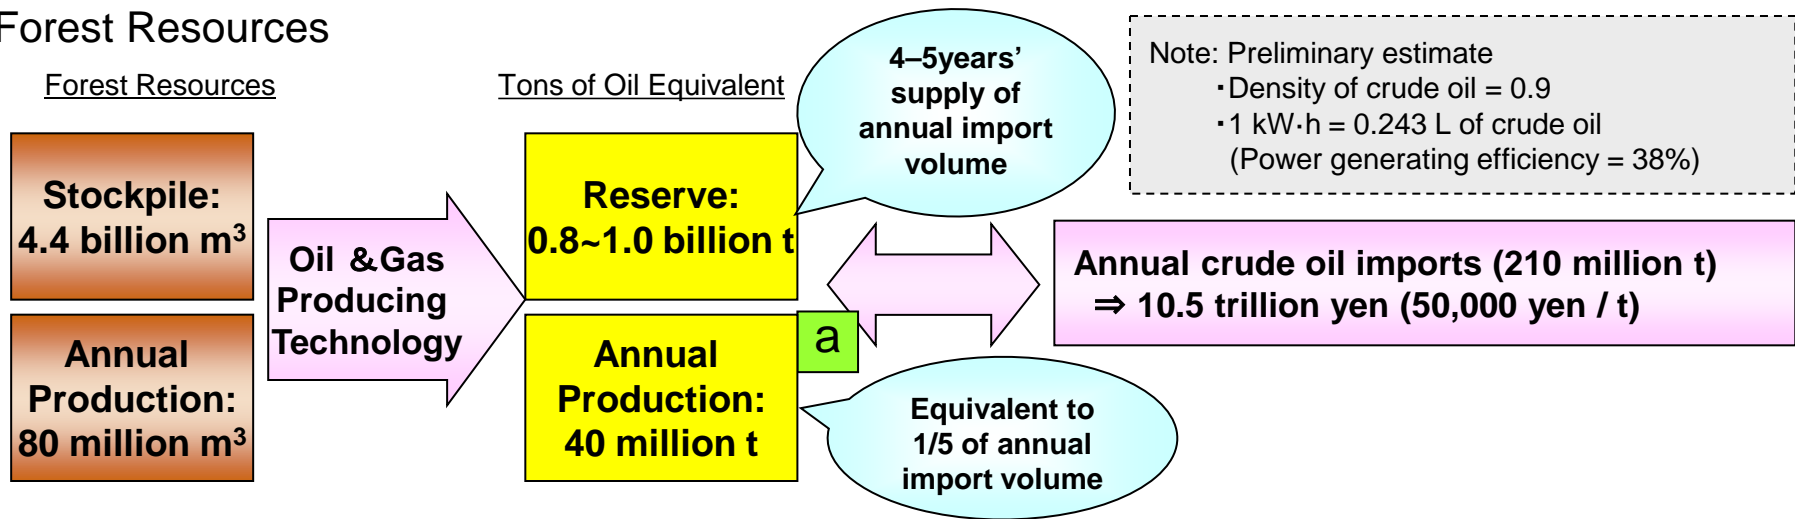 Forest Resources
Forest Resources
Tons of Oil Equivalent
Stockpile:
4.4 billion m³
Annual
Production:
80 million m³
Oil &Gas
Producing
Technology
Reserve:
0.8~1.0 billion t
Annual
Production:
40 million t
a
4–5years’
supply of
annual import
volume
Equivalent to
1/5 of annual
import volume
Note: Preliminary estimate
・Density of crude oil = 0.9
・1 kW·h = 0.243 L of crude oil
(Power generating efficiency = 38%)
Annual crude oil imports (210 million t)
⇒ 10.5 trillion yen (50,000 yen / t)